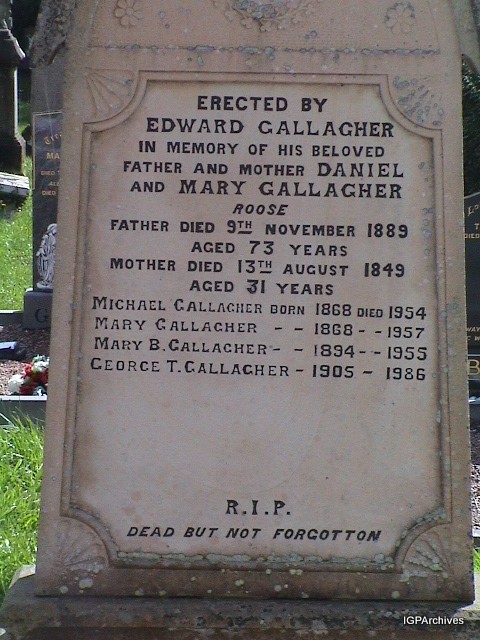 ERECTED BY
EDWARD GALLAGHER
IN MEMORY OF HIS BELOVED
FATHER AND MOTHER DANIEL
AND MARY GALLAGHER
ROOSE
FATHER DIED 9TH NOVEMBER 1889
AGED 73 YEARS
MOTHER DIED 13TH AUGUST 1849
AGED 31 YEARS
MICHAEL GALLAGHER BORN 1868 DIED 1954
MARY GALLAGHER - - 1868 - - 1957
MARY B. GALLAGHER - - 1894 - - 1955
GEORGE T. GALLAGHER - 1905 - 1986
R.I.P.
DEAD BUT NOT FORGOTTON
IGPArchives